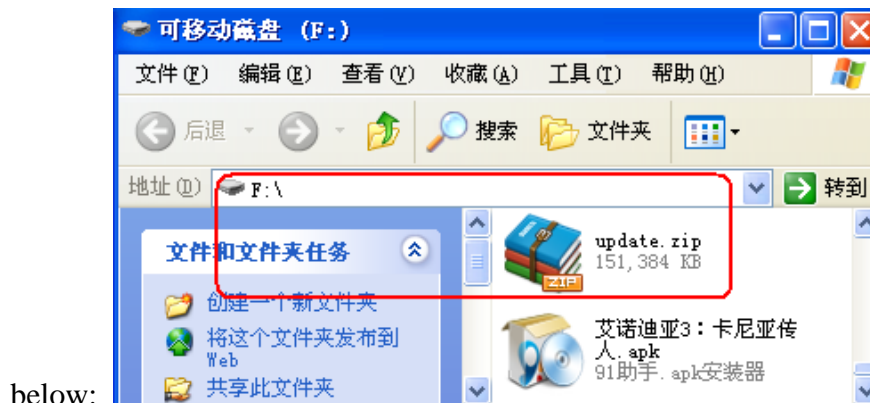 可移动磁盘 (F:)
文件(F) 编辑(E) 查看(V) 收藏(A) 工具(T) 帮助(H)
后退 搜索 文件夹
地址(D) F:\ 转到
文件和文件夹任务
创建一个新文件夹
将这个文件夹发布到
Web
共享此文件夹
update.zip
151,384 KB
ZIP
艾诺迪亚3：卡尼亚传
人.apk
91助手.apk安装器
below: